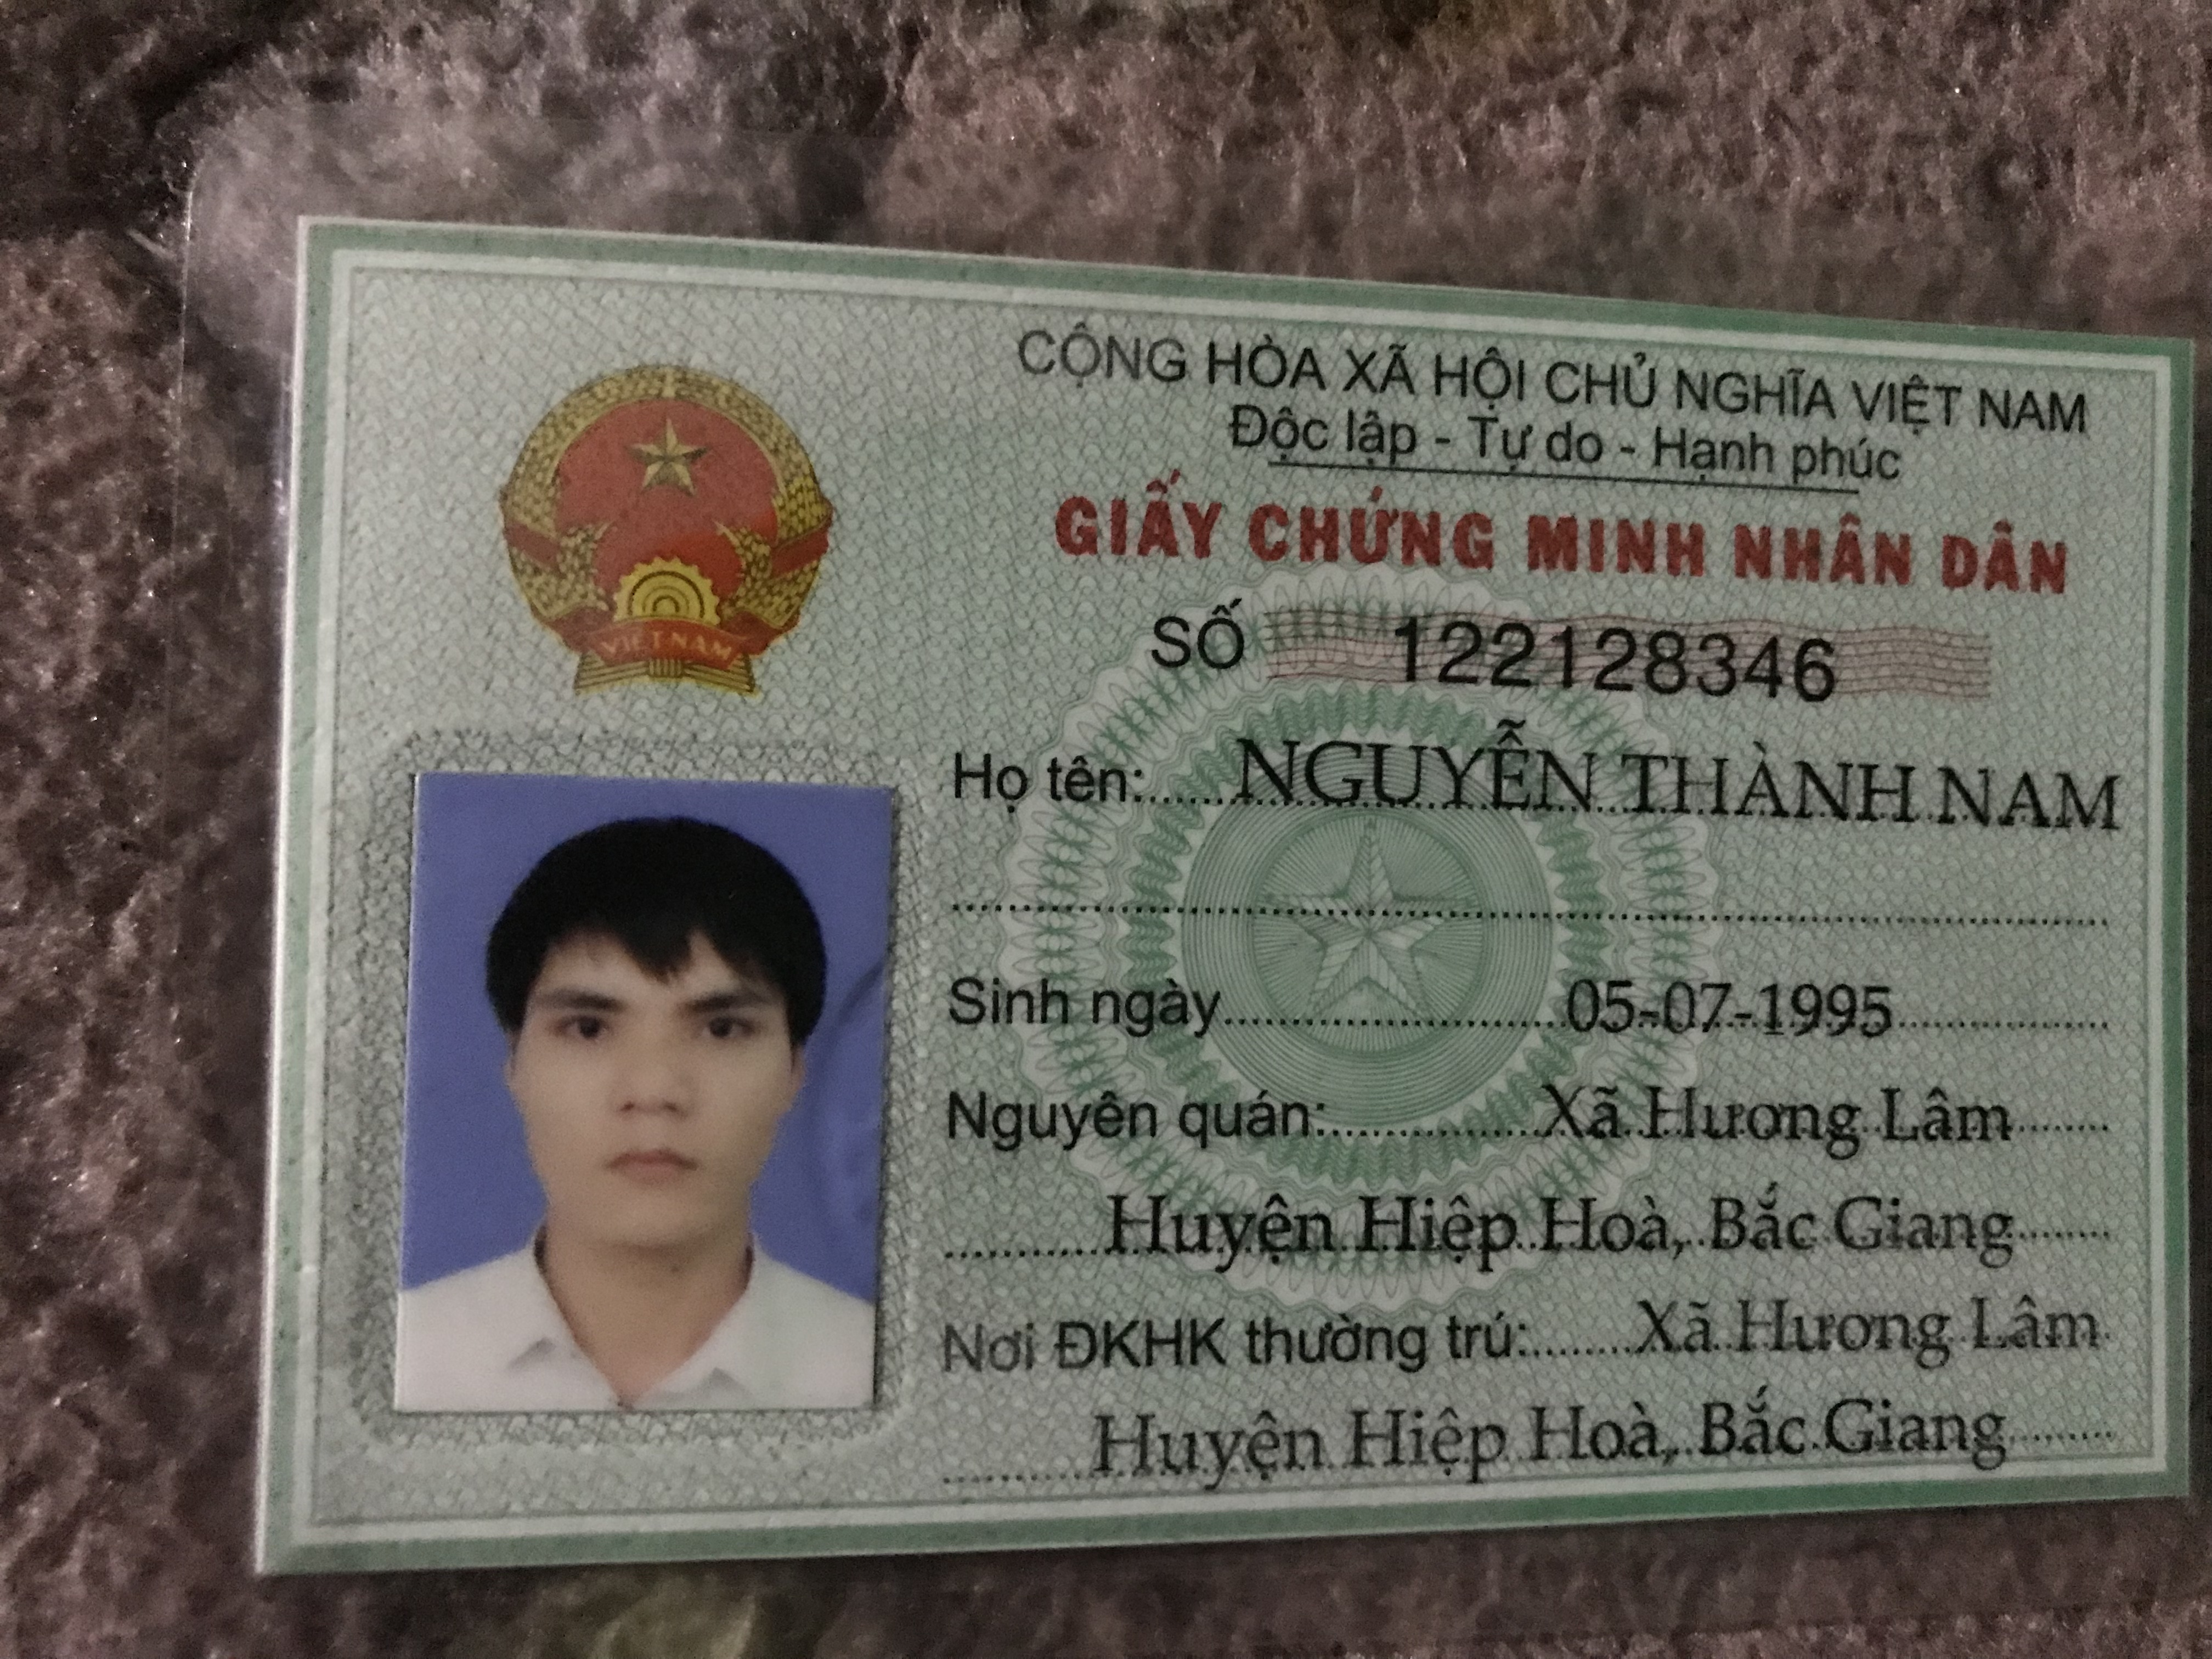 CỘNG HÒA XÃ HỘI CHỦ NGHĨA VIỆT NAM
Độc lập - Tự do - Hạnh phúc
GIẤY CHỨNG MINH NHÂN DÂN
SỐ 122128346
VIỆT NAM
Họ tên: NGUYỄN THÀNH NAM
Sinh ngày 05-07-1995
Nguyên quán: Xã Hương Lâm
Huyện Hiệp Hoà, Bắc Giang
Nơi ĐKHK thường trú: Xã Hương Lâm
Huyện Hiệp Hoà, Bắc Giang